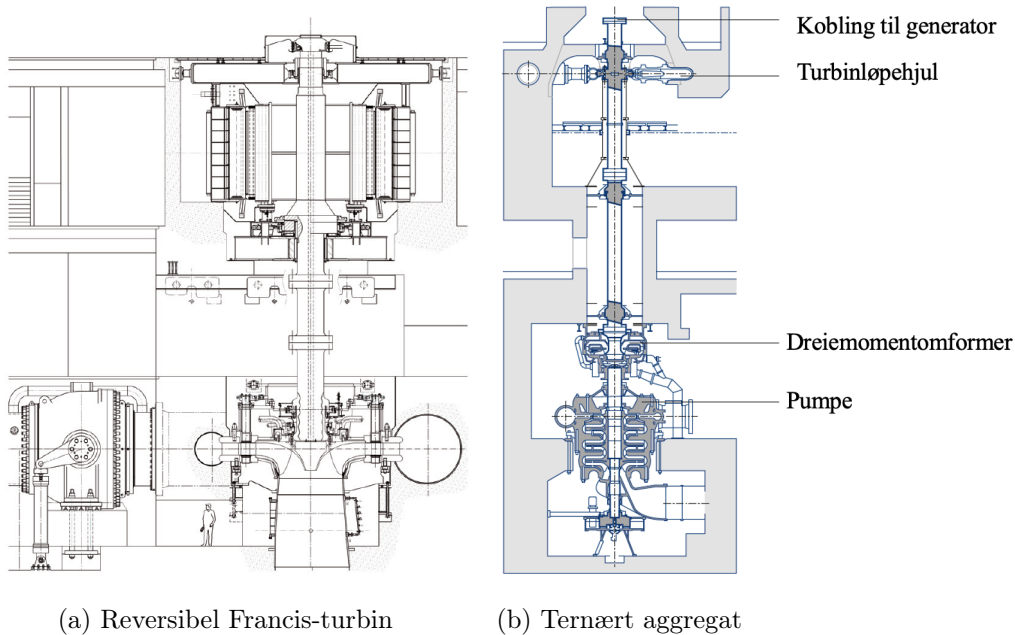 Kobling til generator
Turbinløpehjul
Dreiemomentomformer
Pumpe
(a) Reversibel Francis-turbin
(b) Ternært aggregat